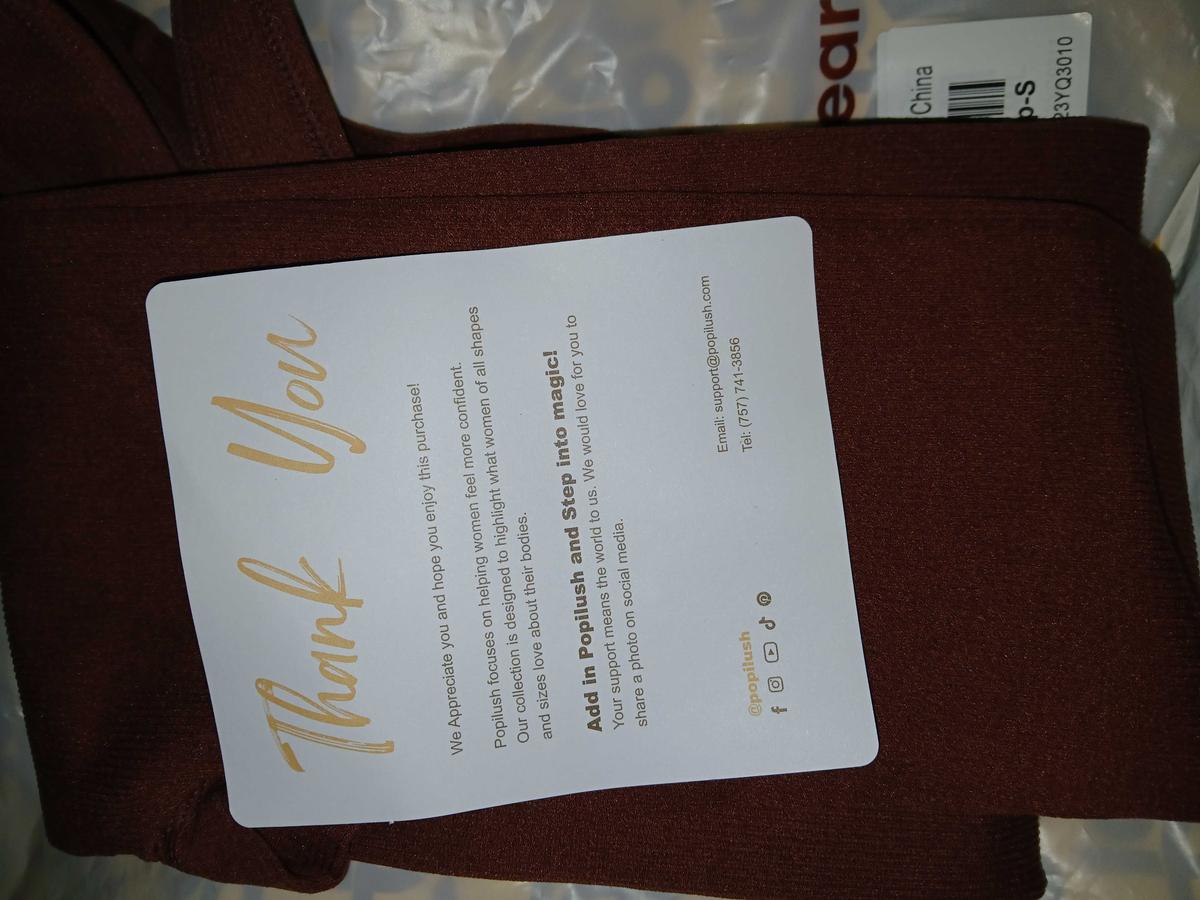 Thank You
We Appreciate you and hope you enjoy this purchase!
Popilush focuses on helping women feel more confident.
Our collection is designed to highlight what women of all shapes
and sizes love about their bodies.
Add in Popilush and Step into magic!
Your support means the world to us. We would love for you to
share a photo on social media.
Email: support@popilush.com
Tel: (757) 741-3856
@popilush
ear
China
p-S
23YQ3010